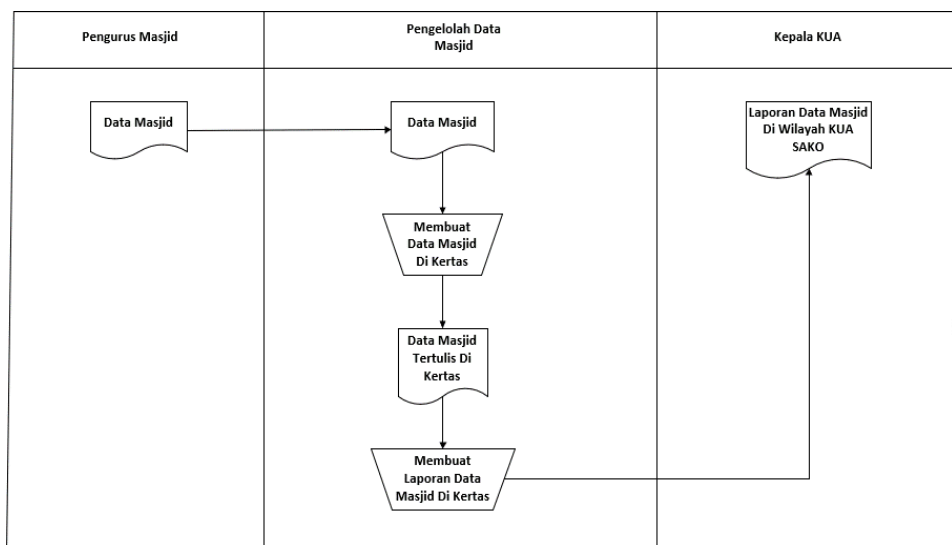 Pengurus Masjid
Pengelolah Data
Masjid
Kepala KUA
Data Masjid
Data Masjid
Laporan Data Masjid
Di Wilayah KUA
SAKO
Membuat
Data Masjid
Di Kertas
Data Masjid
Tertulis Di
Kertas
Membuat
Laporan Data
Masjid Di Kertas